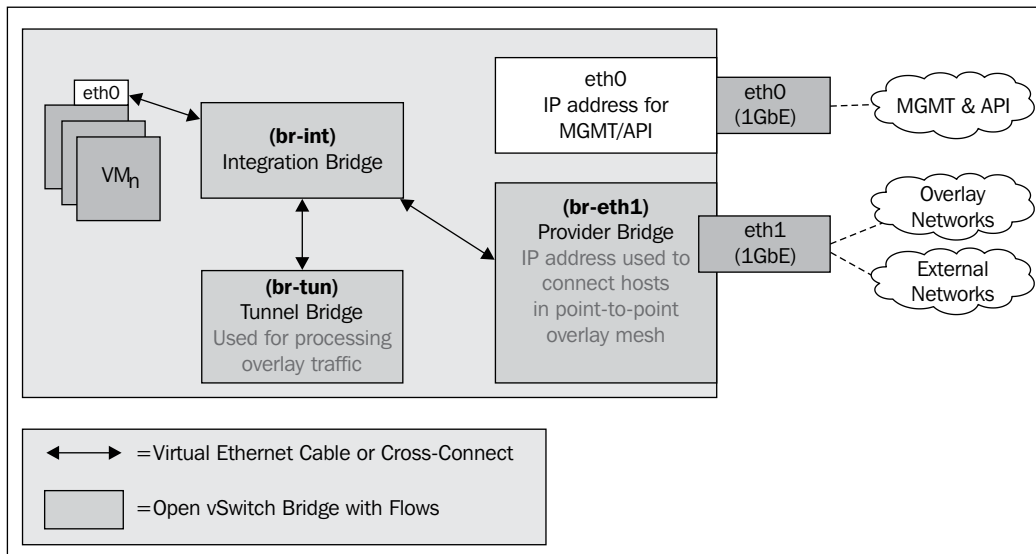 eth0
VMn
(br-int)
Integration Bridge
(br-tun)
Tunnel Bridge
Used for processing
overlay traffic
eth0
IP address for
MGMT/API
(br-eth1)
Provider Bridge
IP address used to
connect hosts
in point-to-point
overlay mesh
eth0
(1GbE)
MGMT & API
eth1
(1GbE)
Overlay
Networks
External
Networks
=Virtual Ethernet Cable or Cross-Connect
=Open vSwitch Bridge with Flows